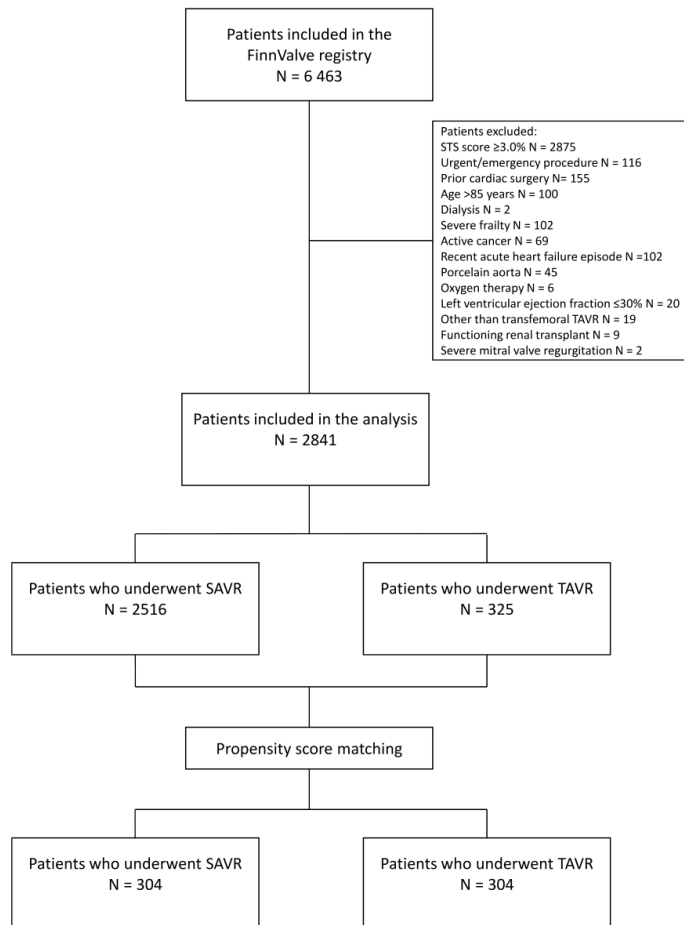 Patients included in the
FinnValve registry
N = 6 463
Patients excluded:
STS score ≥3.0% N = 2875
Urgent/emergency procedure N = 116
Prior cardiac surgery N= 155
Age >85 years N = 100
Dialysis N = 2
Severe frailty N = 102
Active cancer N = 69
Recent acute heart failure episode N =102
Porcelain aorta N = 45
Oxygen therapy N = 6
Left ventricular ejection fraction ≤30% N = 20
Other than transfemoral TAVR N = 19
Functioning renal transplant N = 9
Severe mitral valve regurgitation N = 2
Patients included in the analysis
N = 2841
Patients who underwent SAVR
N = 2516
Patients who underwent TAVR
N = 325
Propensity score matching
Patients who underwent SAVR
N = 304
Patients who underwent TAVR
N = 304